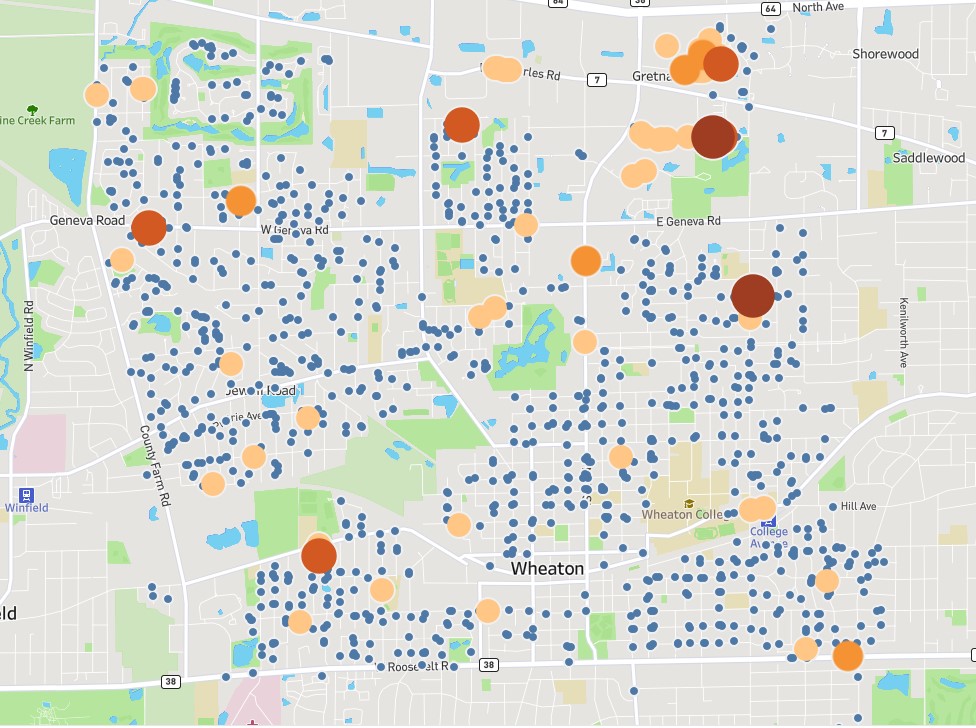 64
38
64
North Ave
Shorewood
rles Rd
7
Gretna
ine Creek Farm
7
Saddlewood
Geneva Road
W Geneva Rd
E Geneva Rd
N Winfield Rd
Kenilworth Ave
Jewell Road
rie Ave
County Farm Rd
Winfield
Wheaton Colle
Hill Ave
College
Avenue
Wheaton
eld
Roosevelt R
38
38